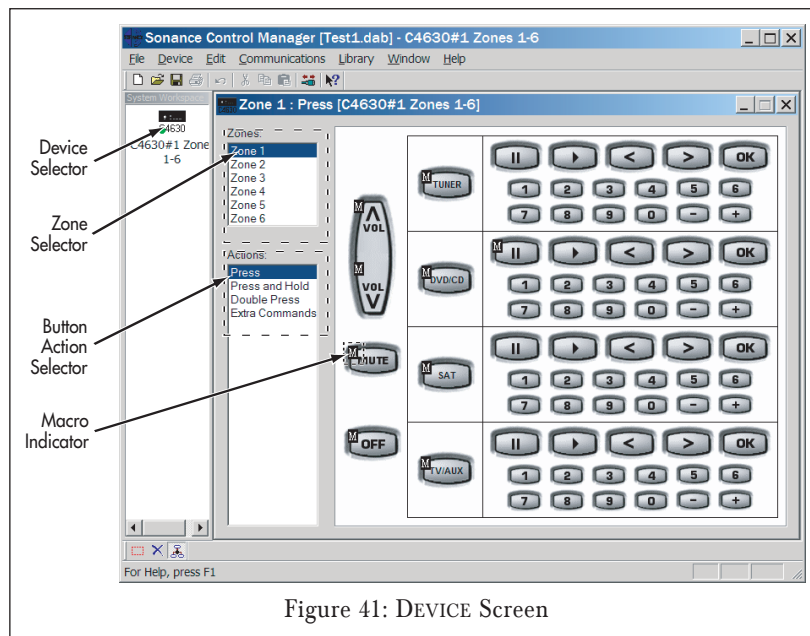 Sonance Control Manager [Test1.dab] - C4630#1 Zones 1-6
File Device Edit Communications Library Window Help
System Workspace
Zone 1 : Press [C4630#1 Zones 1-6]
C4630
C4630#1 Zone
1-6
Device
Selector
Zone
Selector
Button
Action
Selector
Macro
Indicator
Zones:
Zone 1
Zone 2
Zone 3
Zone 4
Zone 5
Zone 6
Actions:
Press
Press and Hold
Double Press
Extra Commands
M
VOL
M
VOL
M MUTE
M OFF
M TUNER
II < > OK
1 2 3 4 5 6
7 8 9 0 - +
M DVD/CD
M II < > OK
1 2 3 4 5 6
7 8 9 0 - +
M SAT
II < > OK
1 2 3 4 5 6
7 8 9 0 - +
M TV/AUX
II < > OK
1 2 3 4 5 6
7 8 9 0 - +
For Help, press F1
Figure 41: DEVICE Screen